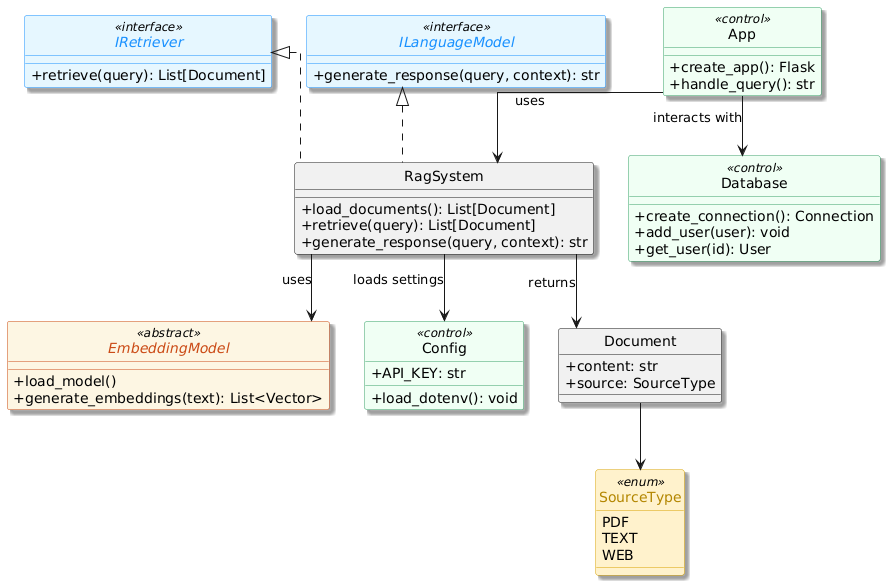 «interface»
IRetriever
+retrieve(query): List[Document]
«interface»
ILanguageModel
+generate_response(query, context): str
«control»
App
+create_app(): Flask
+handle_query(): str
uses
interacts with
RagSystem
+load_documents(): List[Document]
+retrieve(query): List[Document]
+generate_response(query, context): str
«control»
Database
+create_connection(): Connection
+add_user(user): void
+get_user(id): User
uses
loads settings
returns
«abstract»
EmbeddingModel
+load_model()
+generate_embeddings(text): List<Vector>
«control»
Config
+API_KEY: str
+load_dotenv(): void
Document
+content: str
+source: SourceType
«enum»
SourceType
PDF
TEXT
WEB